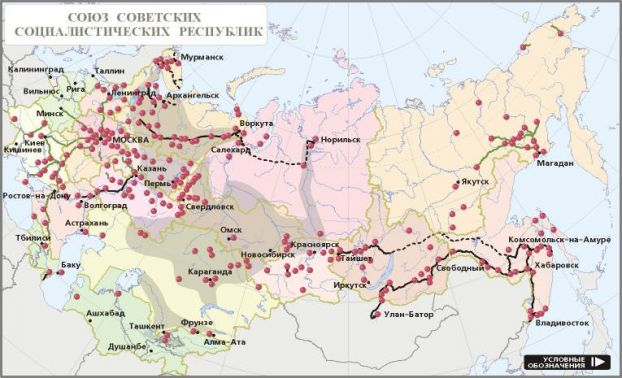 СОЮЗ СОВЕТСКИХ
СОЦИАЛИСТИЧЕСКИХ РЕСПУБЛИК
Мурманск
Таллин
Калининград
Рига
Вильнюс
Ленинград
Архангельск
Минск
Воркута
Норильск
МОСКВА
Киев
Кишинев
Салехард
Магадан
Казань
Пермь
Якутск
Ростов-на-Дону
Волгоград
Свердловск
Астрахань
Омск
Комсомольск-на-Амуре
Тбилиси
Красноярск
Новосибирск
Тайшет
Хабаровск
Свободный
Баку
Караганда
Иркутск
Улан-Батор
Ашхабад
Ташкент
Фрунзе
Владивосток
Алма-Ата
Душанбе
УСЛОВНЫЕ
ОБОЗНАЧЕНИЯ